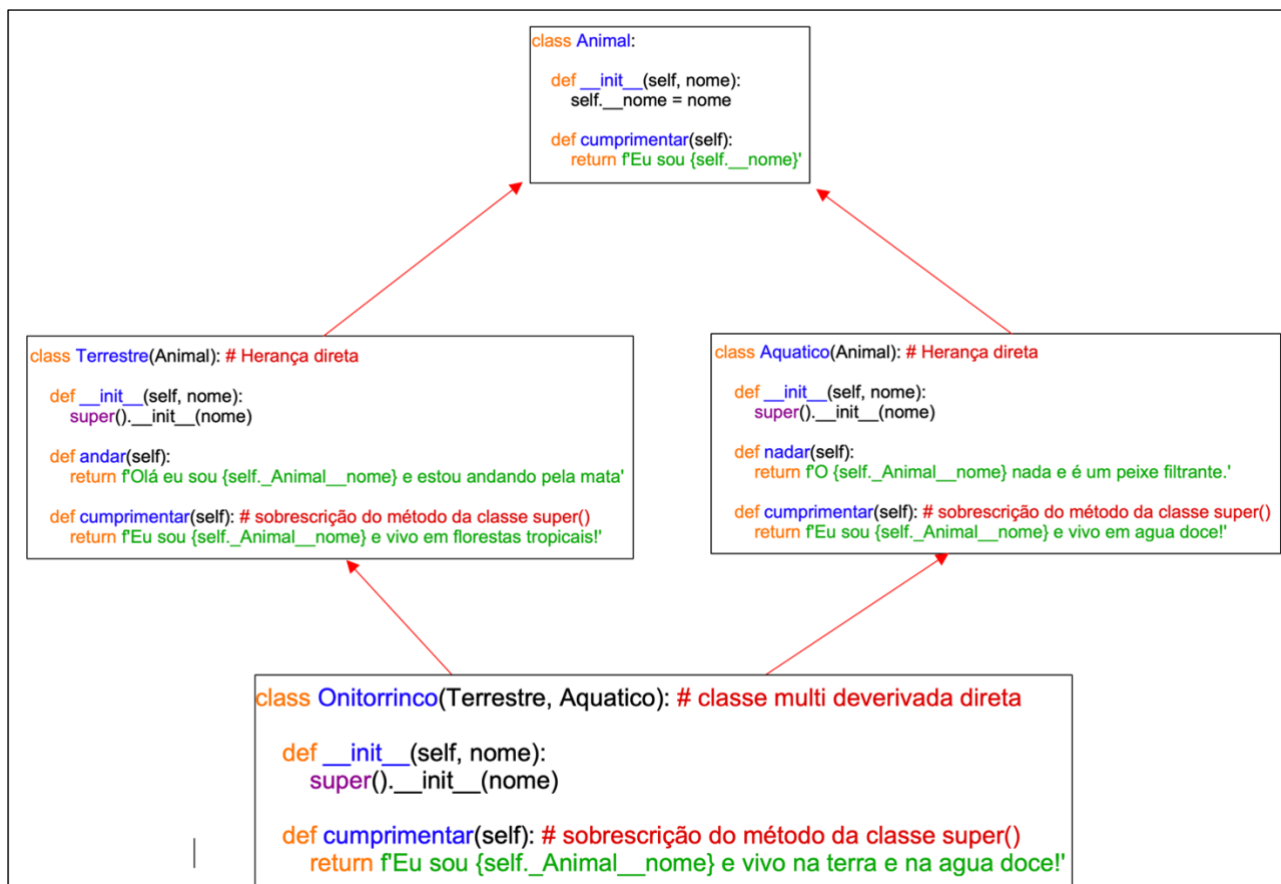 class Animal:
def __init__(self, nome):
self.__nome = nome
def cumprimentar(self):
return f'Eu sou {self.__nome}'
class Terrestre(Animal): # Herança direta
def __init__(self, nome):
super().__init__(nome)
def andar(self):
return f'Olá eu sou {self._Animal__nome} e estou andando pela mata'
def cumprimentar(self): # sobrescrição do método da classe super()
return f'Eu sou {self._Animal__nome} e vivo em florestas tropicais!'
class Aquatico(Animal): # Herança direta
def __init__(self, nome):
super().__init__(nome)
def nadar(self):
return f'O {self._Animal__nome} nada e é um peixe filtrante.'
def cumprimentar(self): # sobrescrição do método da classe super()
return f'Eu sou {self._Animal__nome} e vivo em agua doce!'
class Onitorrinco(Terrestre, Aquatico): # classe multi deverivada direta
def __init__(self, nome):
super().__init__(nome)
def cumprimentar(self): # sobrescrição do método da classe super()
return f'Eu sou {self._Animal__nome} e vivo na terra e na agua doce!'